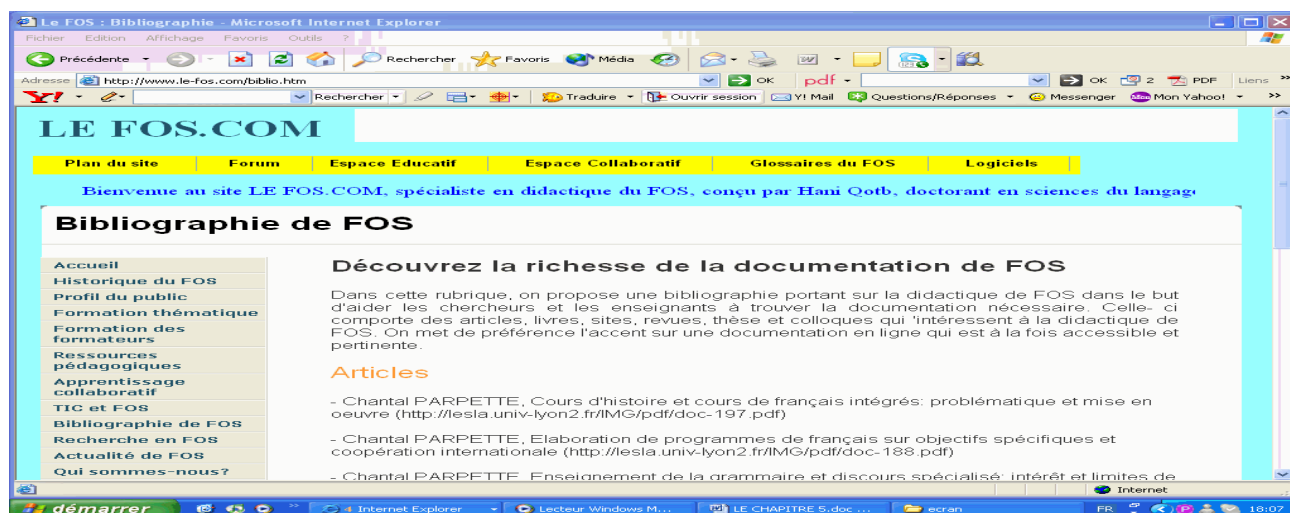 Le FOS : Bibliographie - Microsoft Internet Explorer
Fichier Edition Affichage Favoris Outils ?
Précédente Rechercher Favoris Média
Adresse http://www.le-fos.com/biblio.htm OK pdf OK 2 PDF Liens »
Y! Rechercher Traduire Ouvrir session Y! Mail Questions/Réponses Messenger Mon Yahoo! »
LE FOS.COM
Plan du site Forum Espace Educatif Espace Collaboratif Glossaires du FOS Logiciels
Bienvenue au site LE FOS.COM, spécialiste en didactique du FOS, conçu par Hani Qotb, doctorant en sciences du langage
Bibliographie de FOS
Accueil
Historique du FOS
Profil du public
Formation thématique
Formation des
formateurs
Ressources
pédagogiques
Apprentissage
collaboratif
TIC et FOS
Bibliographie de FOS
Recherche en FOS
Actualité de FOS
Qui sommes-nous?
Découvrez la richesse de la documentation de FOS
Dans cette rubrique, on propose une bibliographie portant sur la didactique de FOS dans le but
d'aider les chercheurs et les enseignants à trouver la documentation nécessaire. Celle- ci
comporte des articles, livres, sites, revues, thèse et colloques qui 'intéressent à la didactique de
FOS. On met de préférence l'accent sur une documentation en ligne qui est à la fois accessible et
pertinente.
Articles
- Chantal PARPETTE, Cours d'histoire et cours de français intégrés: problématique et mise en
oeuvre (http://lesla.univ-lyon2.fr/IMG/pdf/doc-197.pdf)
- Chantal PARPETTE, Elaboration de programmes de français sur objectifs spécifiques et
coopération internationale (http://lesla.univ-lyon2.fr/IMG/pdf/doc-188.pdf)
- Chantal PARPETTE, Enseignement de la grammaire et discours spécialisé: intérêt et limites de
Internet
démarrer » 4 Internet Explorer Lecteur Windows M... LE CHAPITRE 5.doc ... ecran FR 18:07